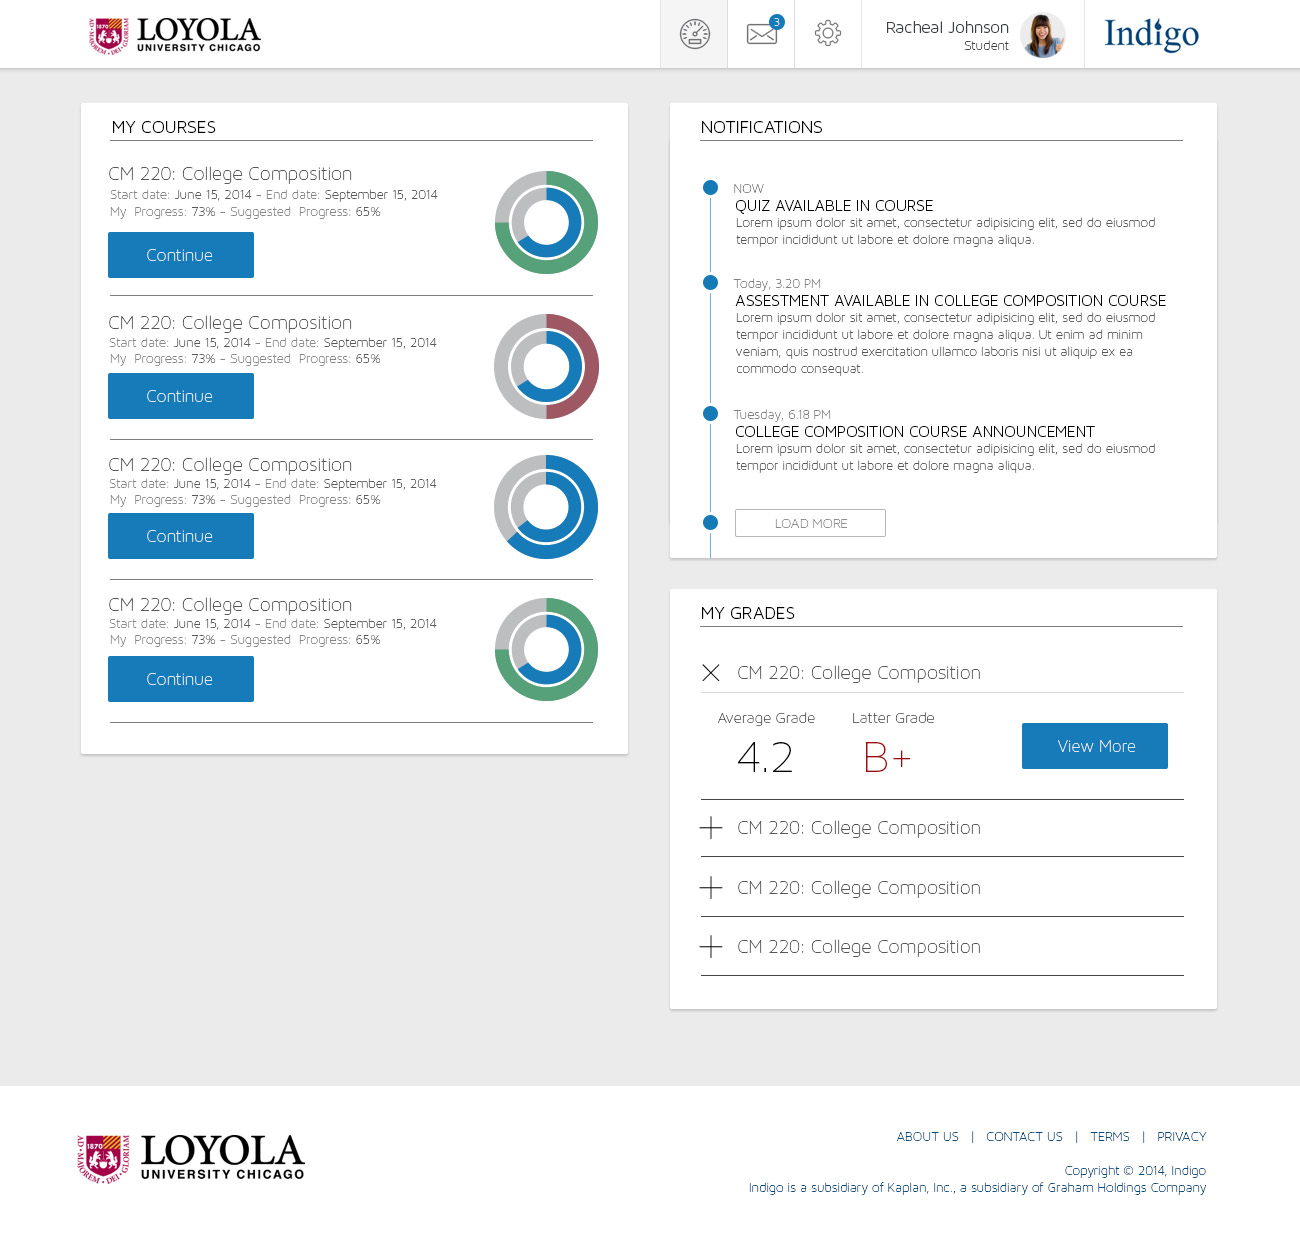 1870
AD·MAJOREM·DEI·GLORIAM
LOYOLA
UNIVERSITY CHICAGO
3
Racheal Johnson
Student
Indigo
MY COURSES
CM 220: College Composition
Start date: June 15, 2014 - End date: September 15, 2014
My Progress: 73% - Suggested Progress: 65%
Continue
CM 220: College Composition
Start date: June 15, 2014 - End date: September 15, 2014
My Progress: 73% - Suggested Progress: 65%
Continue
CM 220: College Composition
Start date: June 15, 2014 - End date: September 15, 2014
My Progress: 73% - Suggested Progress: 65%
Continue
CM 220: College Composition
Start date: June 15, 2014 - End date: September 15, 2014
My Progress: 73% - Suggested Progress: 65%
Continue
NOTIFICATIONS
NOW
QUIZ AVAILABLE IN COURSE
Lorem ipsum dolor sit amet, consectetur adipisicing elit, sed do eiusmod
tempor incididunt ut labore et dolore magna aliqua.
Today, 3.20 PM
ASSESTMENT AVAILABLE IN COLLEGE COMPOSITION COURSE
Lorem ipsum dolor sit amet, consectetur adipisicing elit, sed do eiusmod
tempor incididunt ut labore et dolore magna aliqua. Ut enim ad minim
veniam, quis nostrud exercitation ullamco laboris nisi ut aliquip ex ea
commodo consequat.
Tuesday, 6.18 PM
COLLEGE COMPOSITION COURSE ANNOUNCEMENT
Lorem ipsum dolor sit amet, consectetur adipisicing elit, sed do eiusmod
tempor incididunt ut labore et dolore magna aliqua.
LOAD MORE
MY GRADES
CM 220: College Composition
Average Grade
Latter Grade
4.2
B+
View More
CM 220: College Composition
CM 220: College Composition
CM 220: College Composition
1870
AD·MAJOREM·DEI·GLORIAM
LOYOLA
UNIVERSITY CHICAGO
ABOUT US | CONTACT US | TERMS | PRIVACY
Copyright © 2014, Indigo
Indigo is a subsidiary of Kaplan, Inc., a subsidiary of Graham Holdings Company